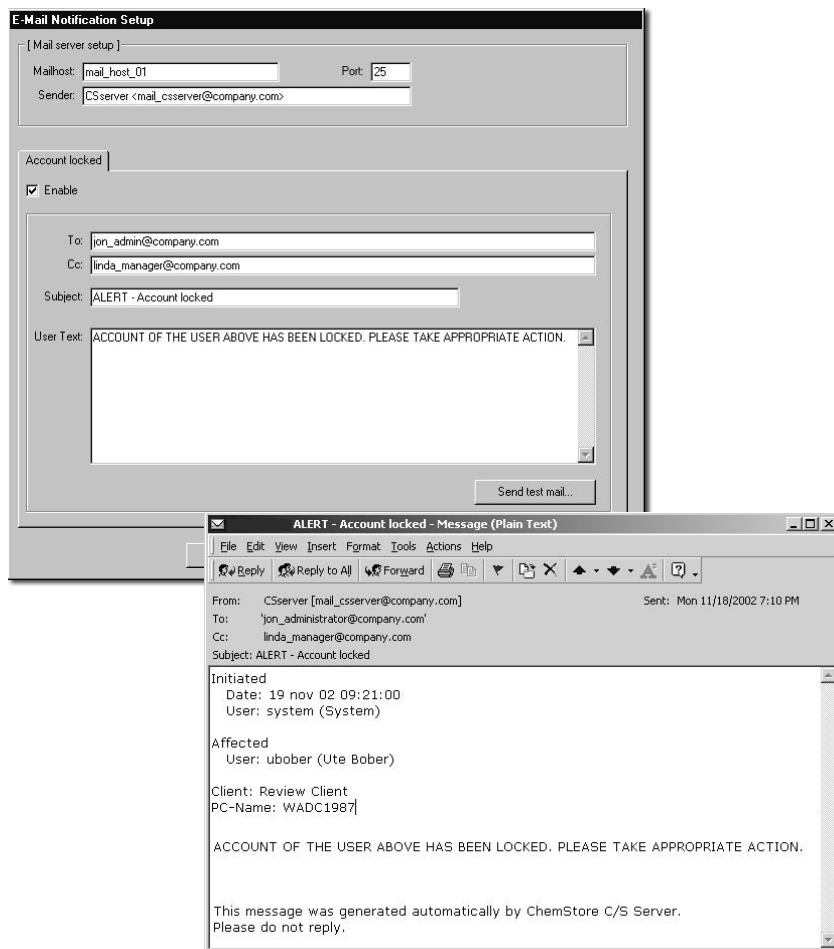 E-Mail Notification Setup
[ Mail server setup ]
Mailhost: mail_host_01 Port: 25
Sender: CSserver <mail_csserver@company.com>
Account locked
Enable
To: jon_admin@company.com
Cc: linda_manager@company.com
Subject: ALERT - Account locked
User Text: ACCOUNT OF THE USER ABOVE HAS BEEN LOCKED. PLEASE TAKE APPROPRIATE ACTION.
Send test mail...
ALERT - Account locked - Message (Plain Text)
File Edit View Insert Format Tools Actions Help
Reply Reply to All Forward
From: CSserver [mail_csserver@company.com] Sent: Mon 11/18/2002 7:10 PM
To: 'jon_administrator@company.com'
Cc: linda_manager@company.com
Subject: ALERT - Account locked
Initiated
Date: 19 nov 02 09:21:00
User: system (System)
Affected
User: ubober (Ute Bober)
Client: Review Client
PC-Name: WADC1987
ACCOUNT OF THE USER ABOVE HAS BEEN LOCKED. PLEASE TAKE APPROPRIATE ACTION.
This message was generated automatically by ChemStore C/S Server.
Please do not reply.